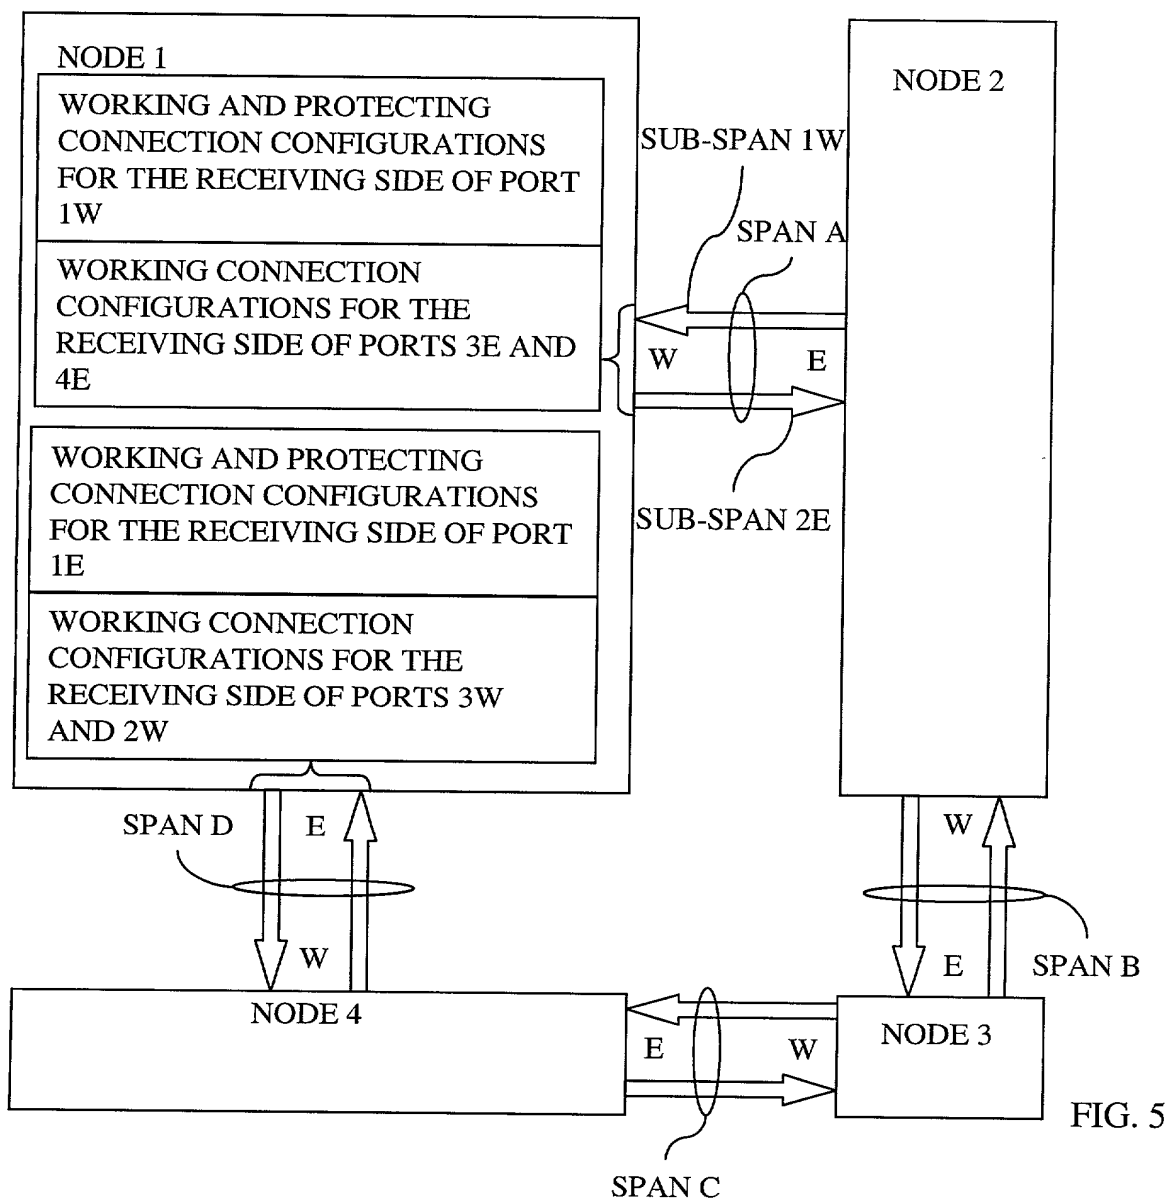 NODE 1
WORKING AND PROTECTING
CONNECTION CONFIGURATIONS
FOR THE RECEIVING SIDE OF PORT
1W
WORKING CONNECTION
CONFIGURATIONS FOR THE
RECEIVING SIDE OF PORTS 3E AND
4E
WORKING AND PROTECTING
CONNECTION CONFIGURATIONS
FOR THE RECEIVING SIDE OF PORT
1E
WORKING CONNECTION
CONFIGURATIONS FOR THE
RECEIVING SIDE OF PORTS 3W
AND 2W
NODE 2
SUB-SPAN 1W
SPAN A
W
E
SUB-SPAN 2E
SPAN D
E
W
W
E
SPAN B
NODE 4
E
W
NODE 3
SPAN C
FIG. 5